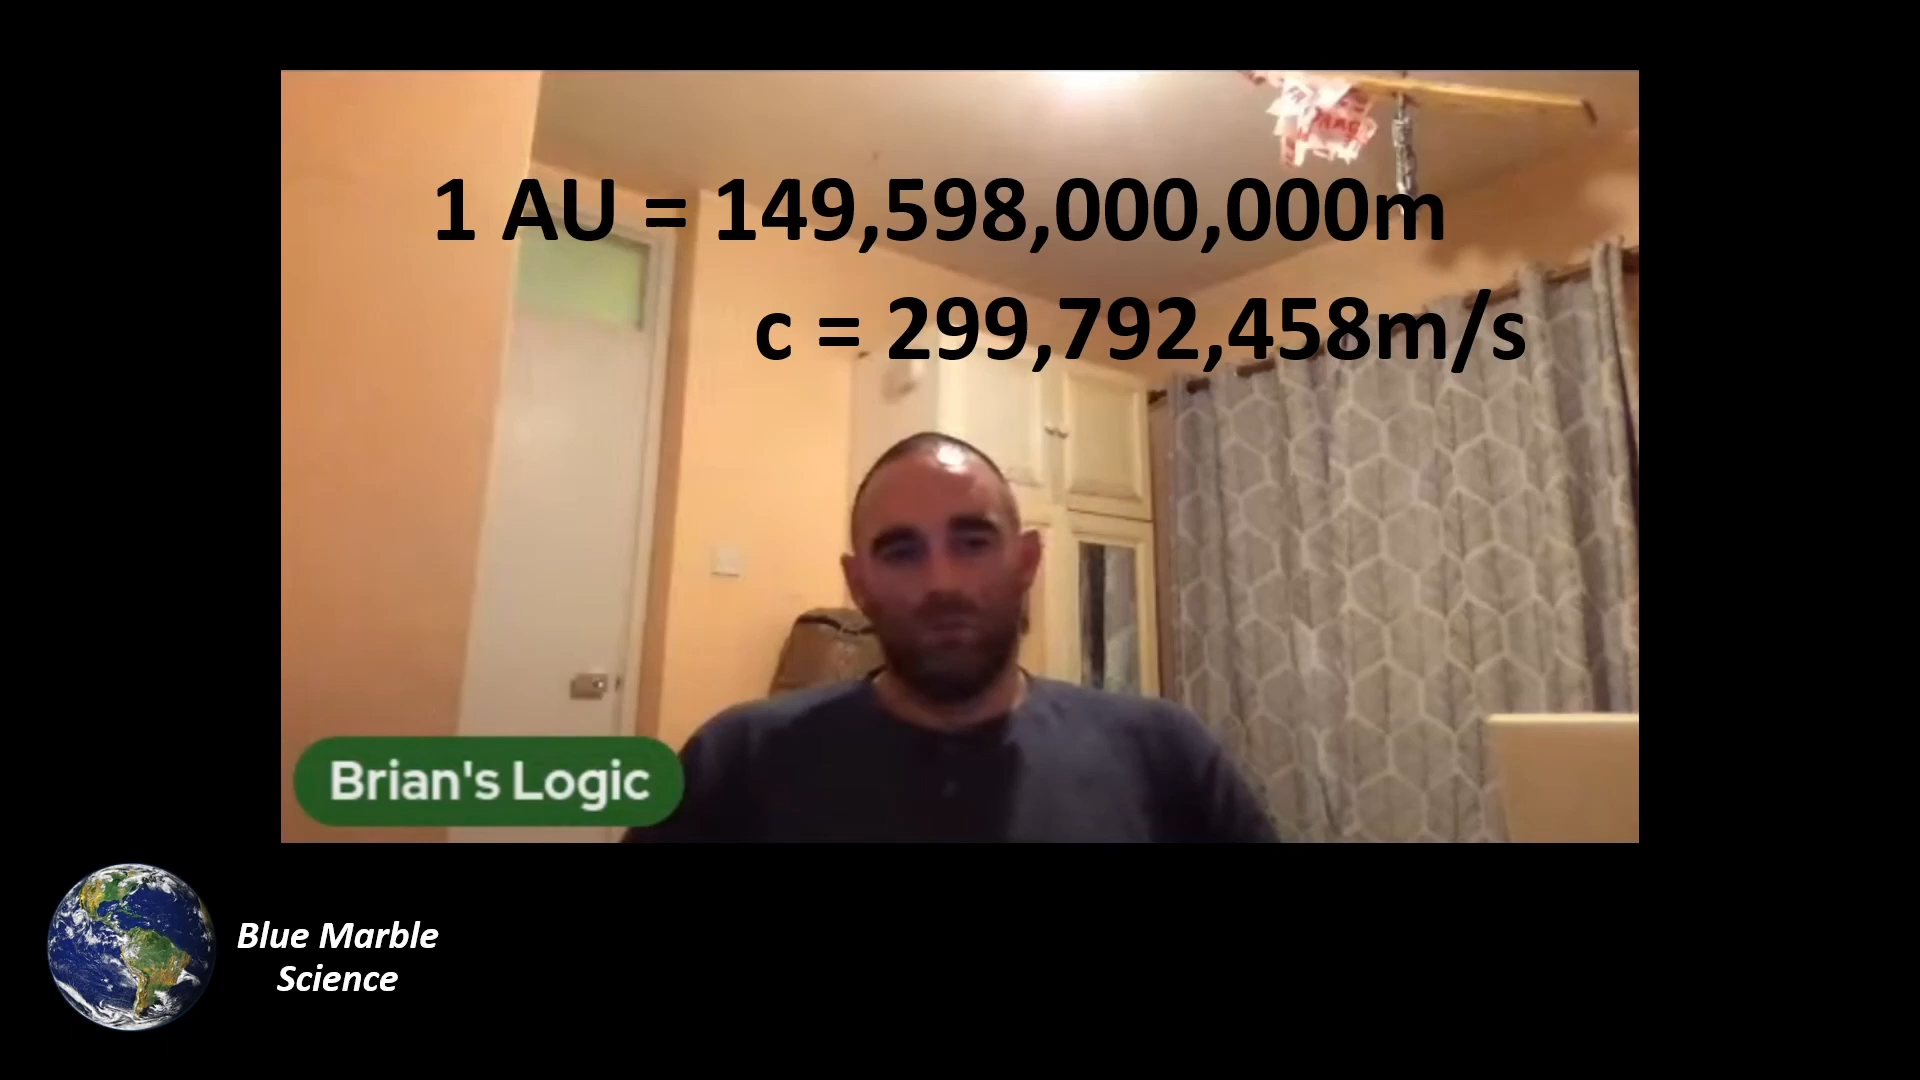 1 AU = 149,598,000,000m
c = 299,792,458m/s
Brian's Logic
Blue Marble
Science